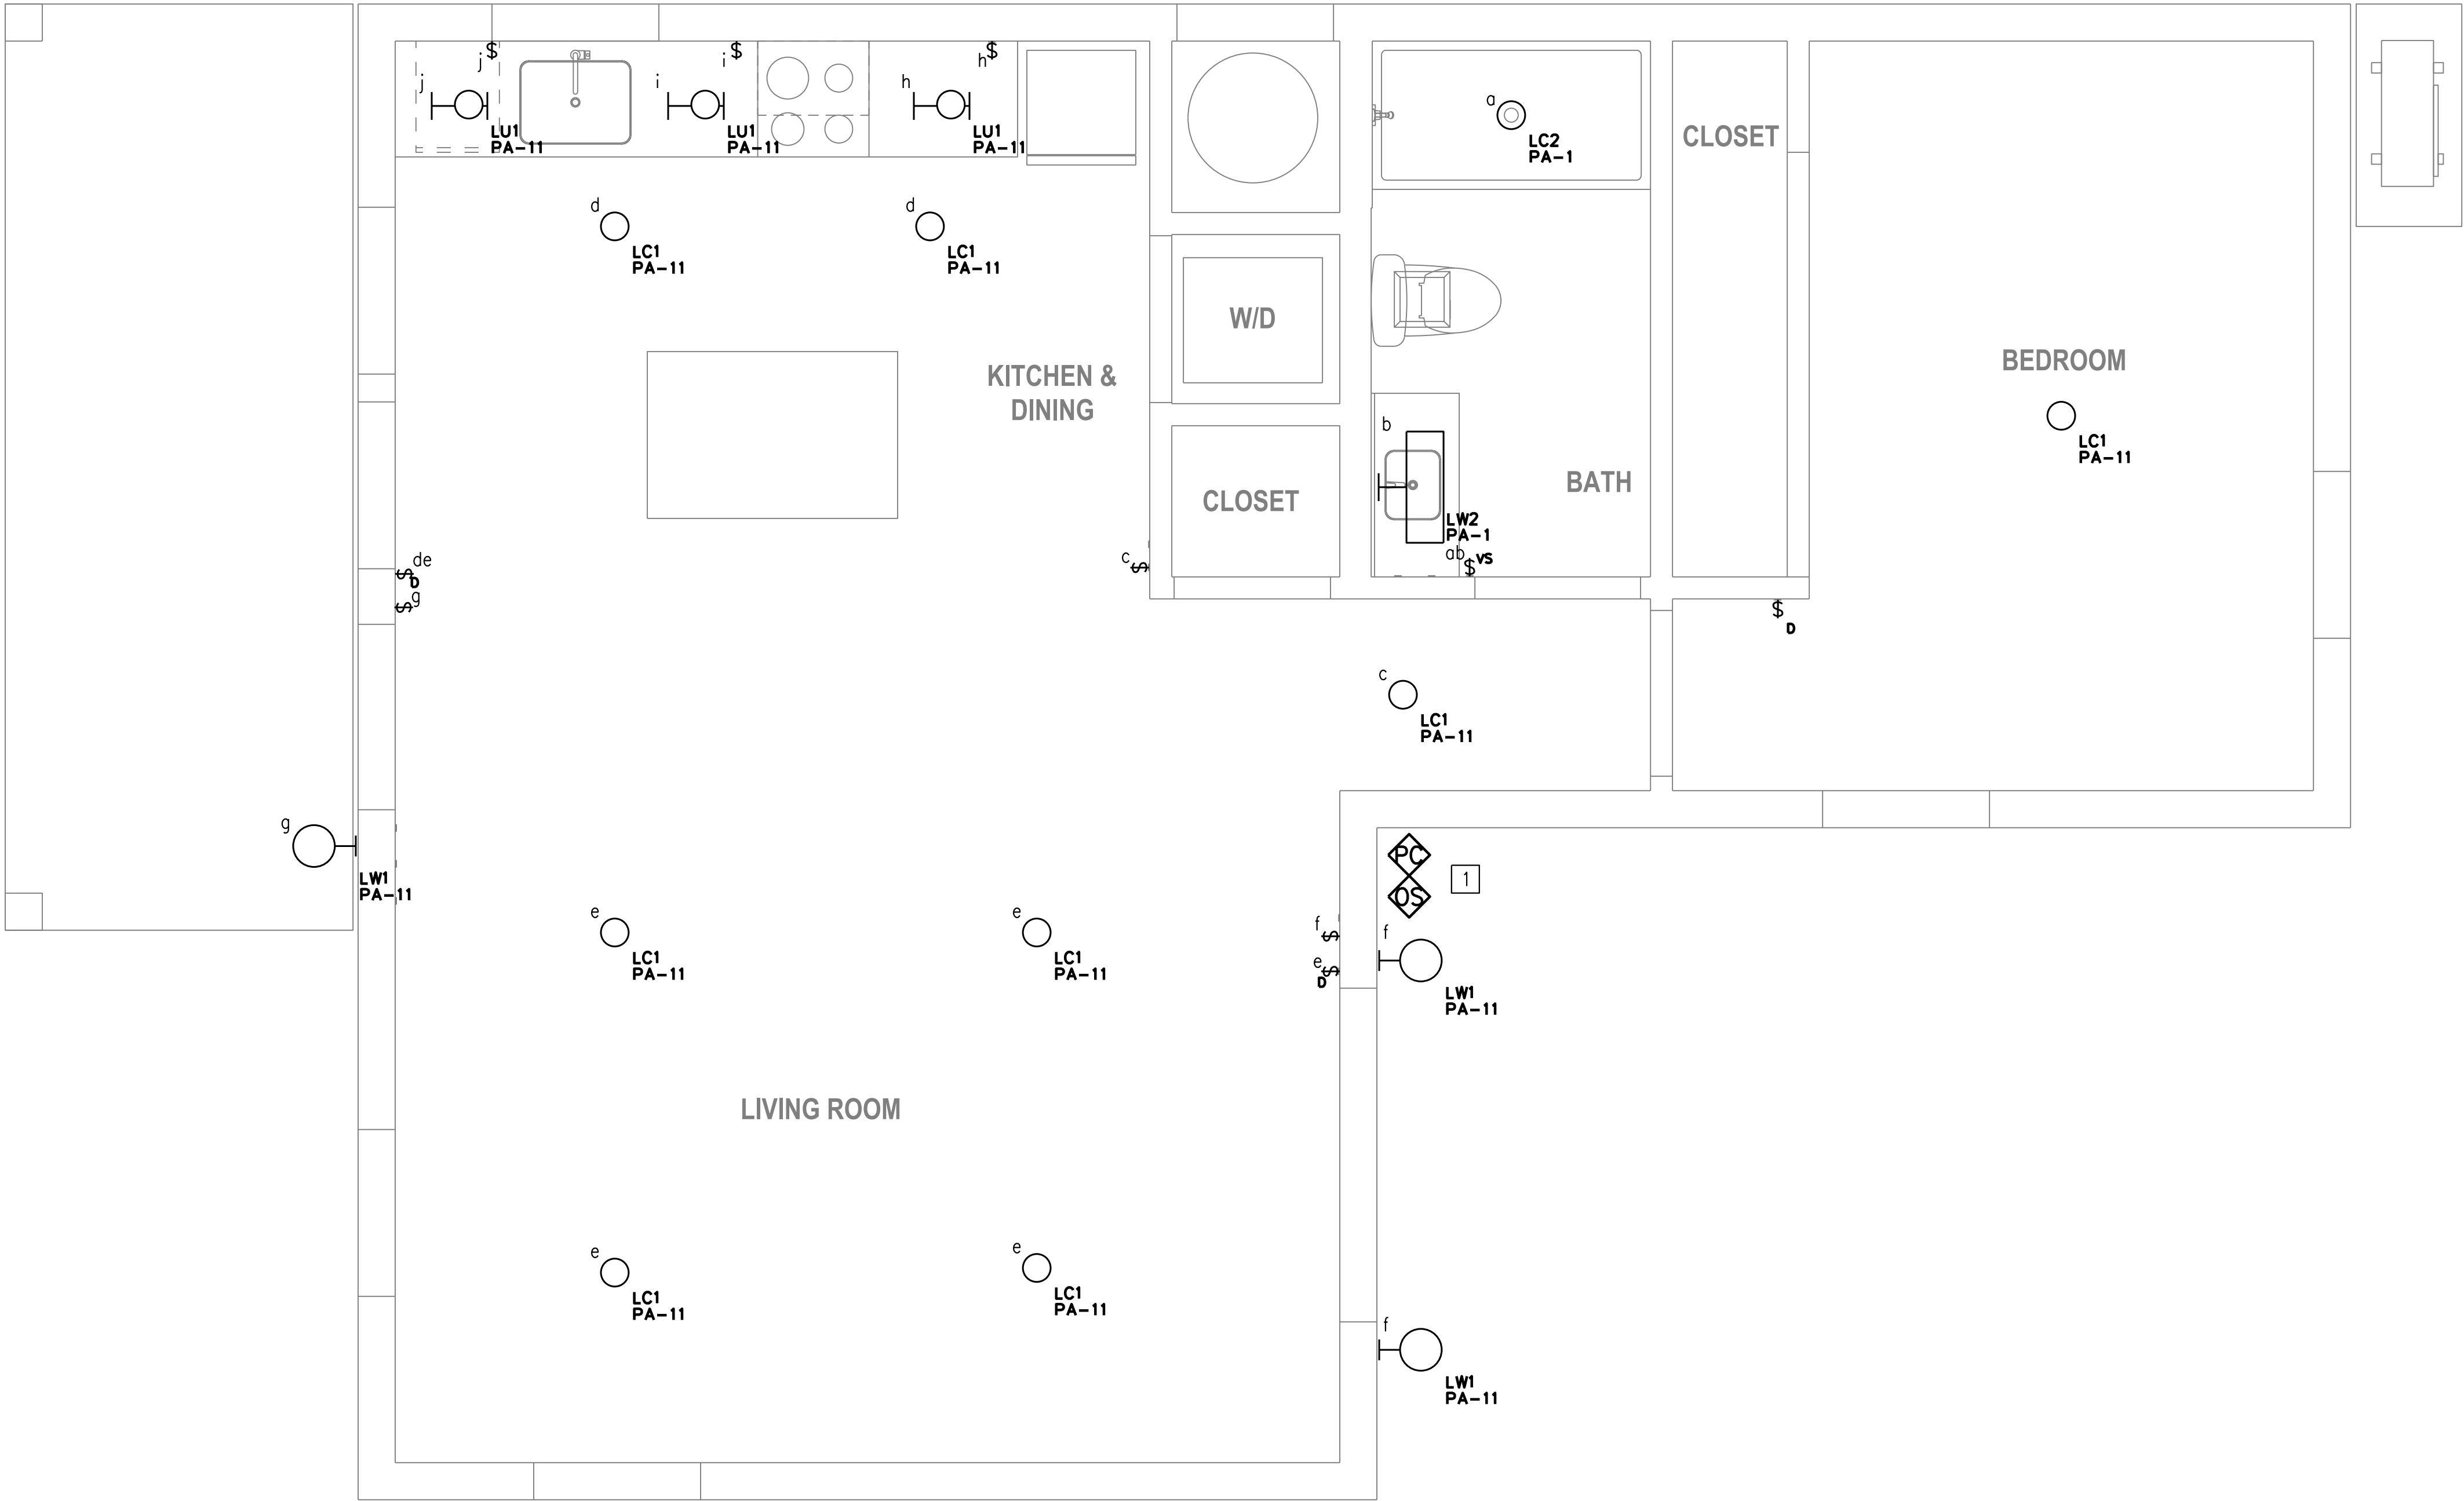 j $
i $
h $
j
i
h
a
LU1
PA-11
LU1
PA-11
LU1
PA-11
LC2
PA-1
CLOSET
d
LC1
PA-11
d
LC1
PA-11
W/D
KITCHEN &
DINING
BEDROOM
LC1
PA-11
CLOSET
b
BATH
LW2
PA-1
ab $ VS
de
$ D
$ g
c $
$
D
c
LC1
PA-11
g
LW1
PA-11
PC
OS
1
e
LC1
PA-11
e
LC1
PA-11
f $
e $
D
f
LW1
PA-11
LIVING ROOM
e
LC1
PA-11
e
LC1
PA-11
f
LW1
PA-11